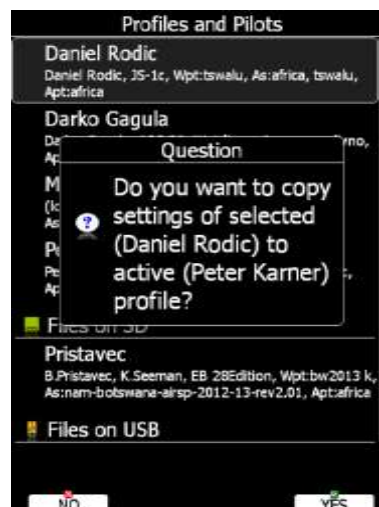 Profiles and Pilots
Daniel Rodic
Daniel Rodic, JS-1c, Wpt:tswalu, As:africa, tswalu,
Apt:africa
Darko Gagula
Question
Do you want to copy
settings of selected
(Daniel Rodic) to
active (Peter Karner)
profile?
Files on SD
Pristavec
B.Pristavec, K.Seeman, EB 28Edition, Wpt:bw2013 k,
As:nam-botswana-airsp-2012-13-rev2.01, Apt:africa
Files on USB
NO
YES